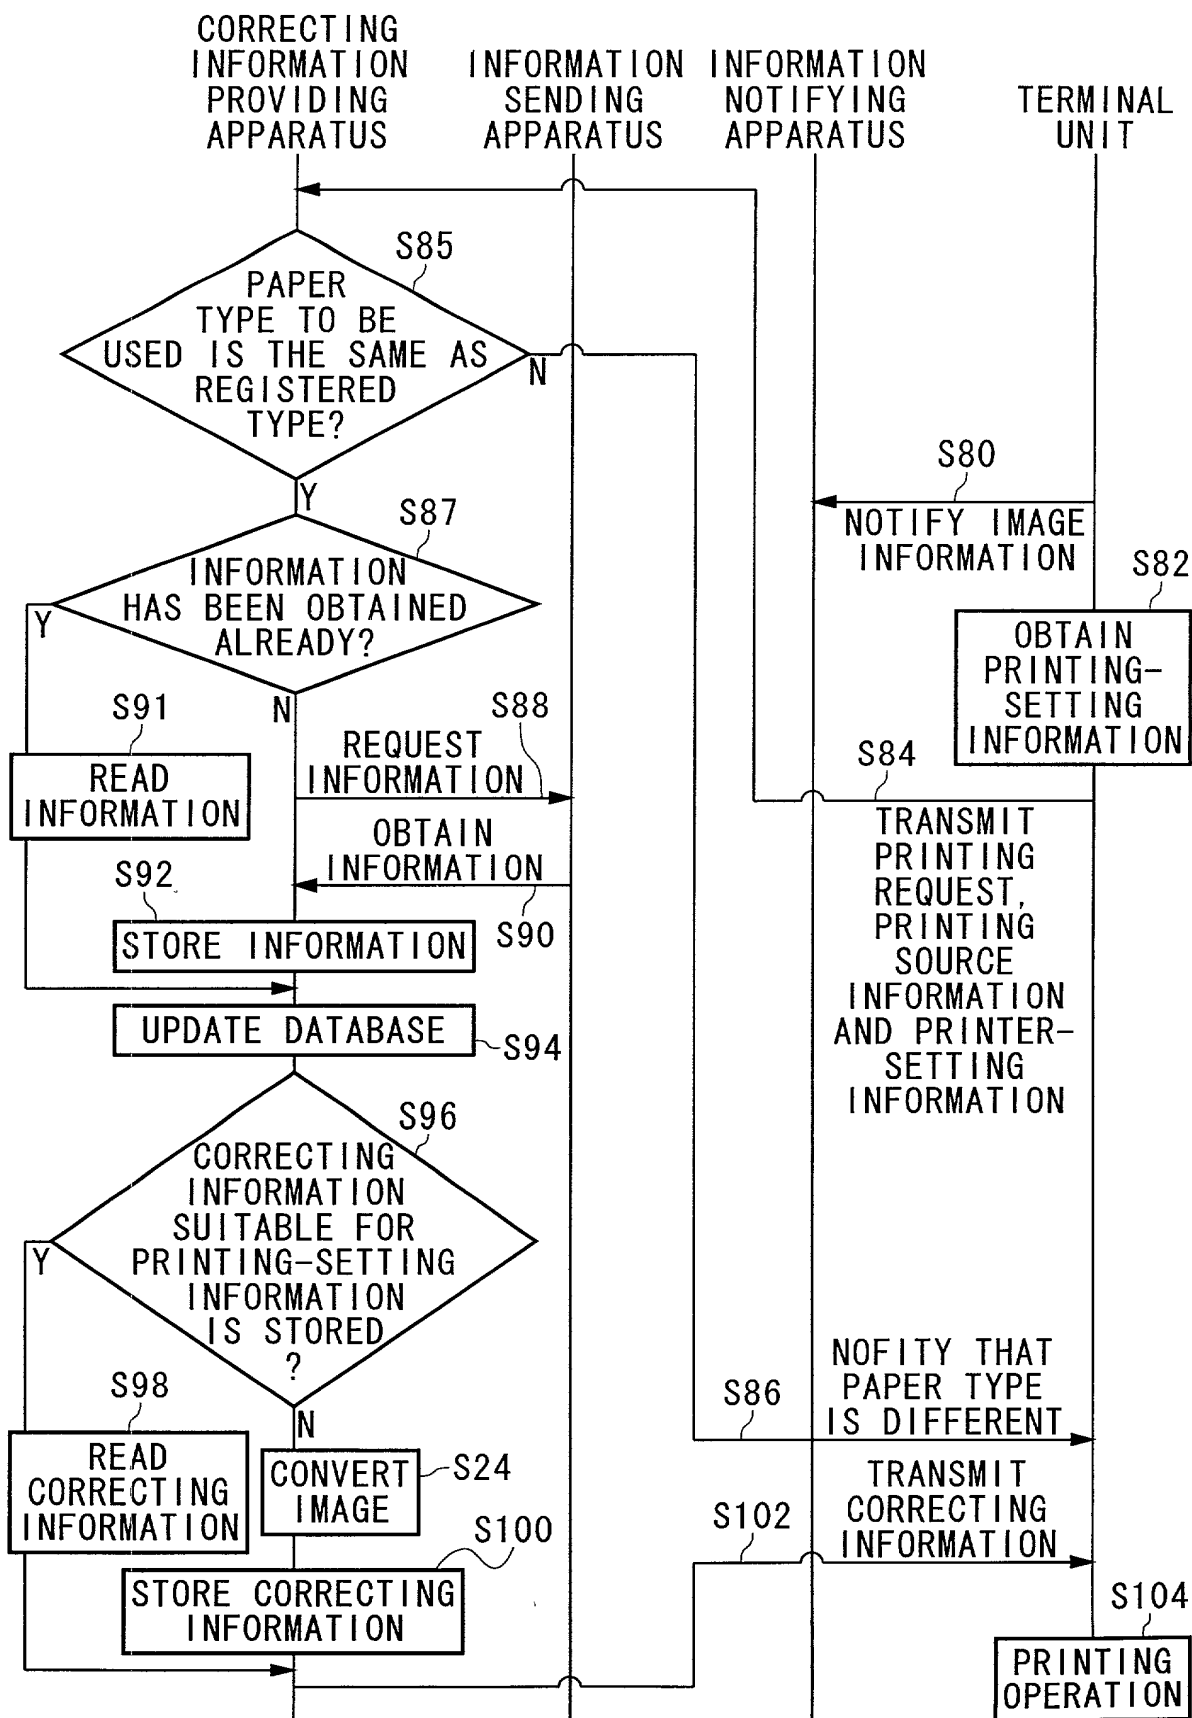 CORRECTING
INFORMATION
PROVIDING
APPARATUS
INFORMATION
SENDING
APPARATUS
INFORMATION
NOTIFYING
APPARATUS
TERMINAL
UNIT
S85
PAPER
TYPE TO BE
USED IS THE SAME AS
REGISTERED
TYPE?
N
Y
S80
NOTIFY IMAGE
INFORMATION
S87
INFORMATION
HAS BEEN OBTAINED
ALREADY?
Y
N
S82
OBTAIN
PRINTING-
SETTING
INFORMATION
S91
READ
INFORMATION
S88
REQUEST
INFORMATION
S84
TRANSMIT
PRINTING
REQUEST,
PRINTING
SOURCE
INFORMATION
AND PRINTER-
SETTING
INFORMATION
OBTAIN
INFORMATION
S90
S92
STORE INFORMATION
UPDATE DATABASE
S94
S96
CORRECTING
INFORMATION
SUITABLE FOR
PRINTING-SETTING
INFORMATION
IS STORED
?
Y
N
S98
READ
CORRECTING
INFORMATION
CONVERT
IMAGE
S24
S86
NOFITY THAT
PAPER TYPE
IS DIFFERENT
S100
STORE CORRECTING
INFORMATION
S102
TRANSMIT
CORRECTING
INFORMATION
S104
PRINTING
OPERATION